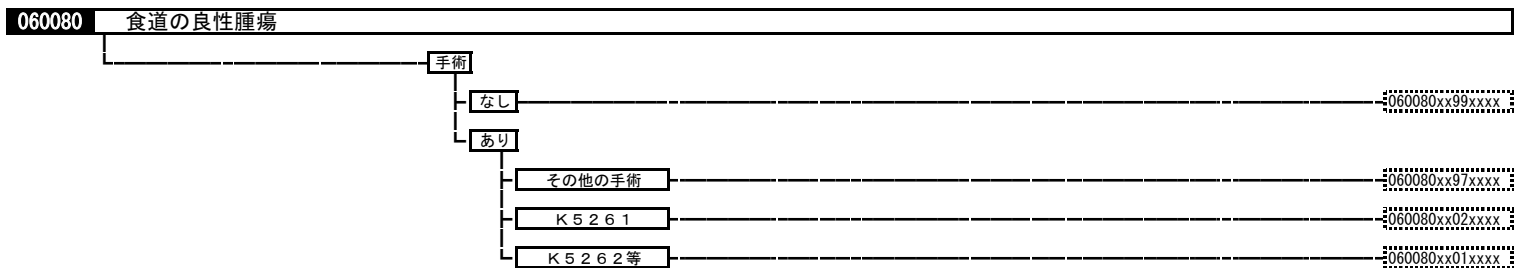 060080 食道の良性腫瘍
手術
なし 060080xx99xxxx
あり
その他の手術 060080xx97xxxx
K5261 060080xx02xxxx
K5262等 060080xx01xxxx